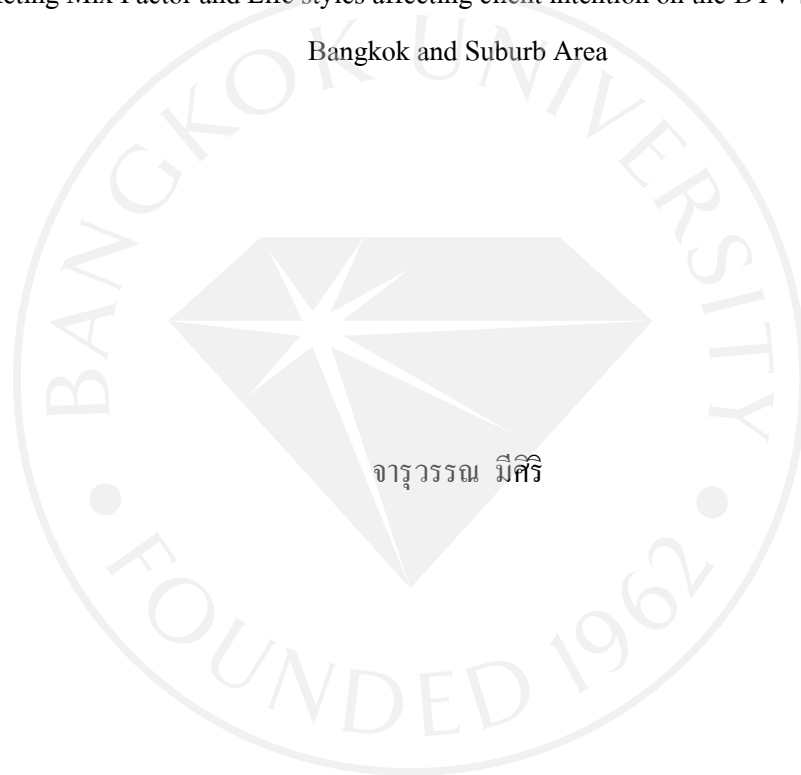 Mix Factor and Life styles affecting client intention on the DTV
Bangkok and Suburb Area
BANGKOK UNIVERSITY
จารุวรรณ มีศิริ
FOUNDED 1962